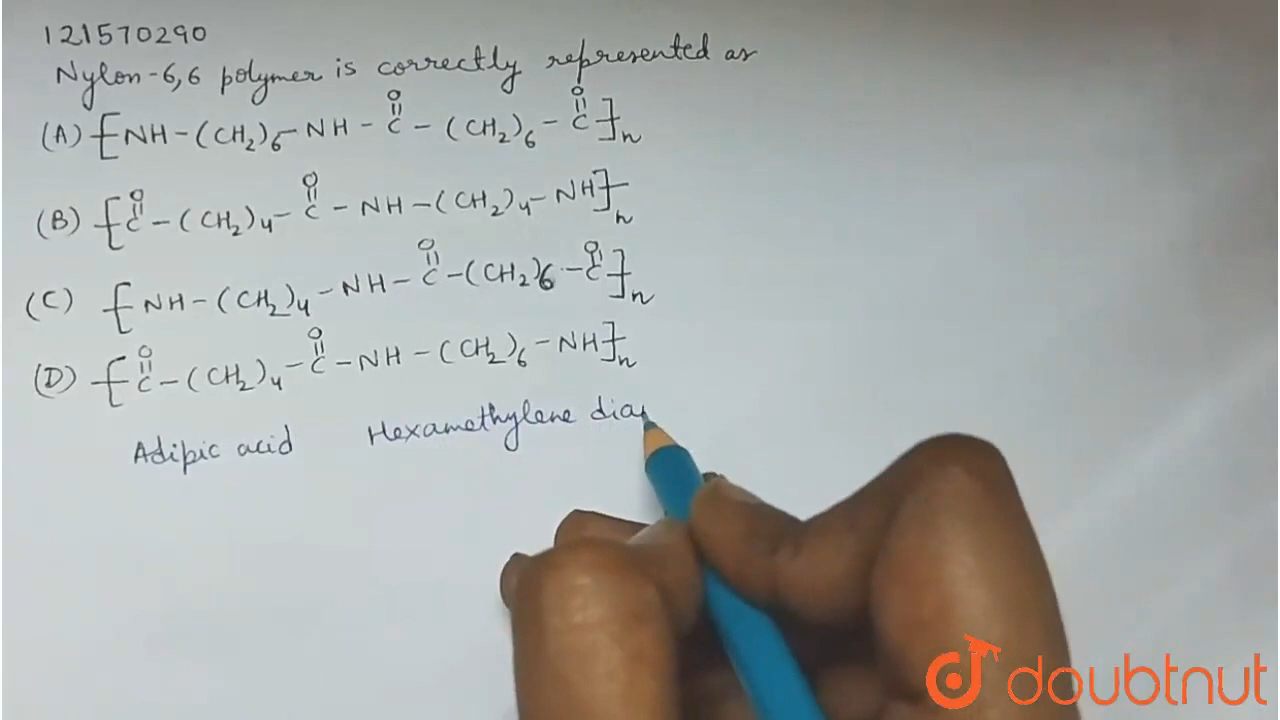 121570290
Nylon-6,6 polymer is correctly represented as
(A) -[NH-(CH2)6-NH-C(=O)-(CH2)6-C(=O)]-n
(B) -[C(=O)-(CH2)4-C(=O)-NH-(CH2)4-NH]-n
(C) -[NH-(CH2)4-NH-C(=O)-(CH2)6-C(=O)]-n
(D) -[C(=O)-(CH2)4-C(=O)-NH-(CH2)6-NH]-n
Adipic acid Hexamethylene diam
doubtnut